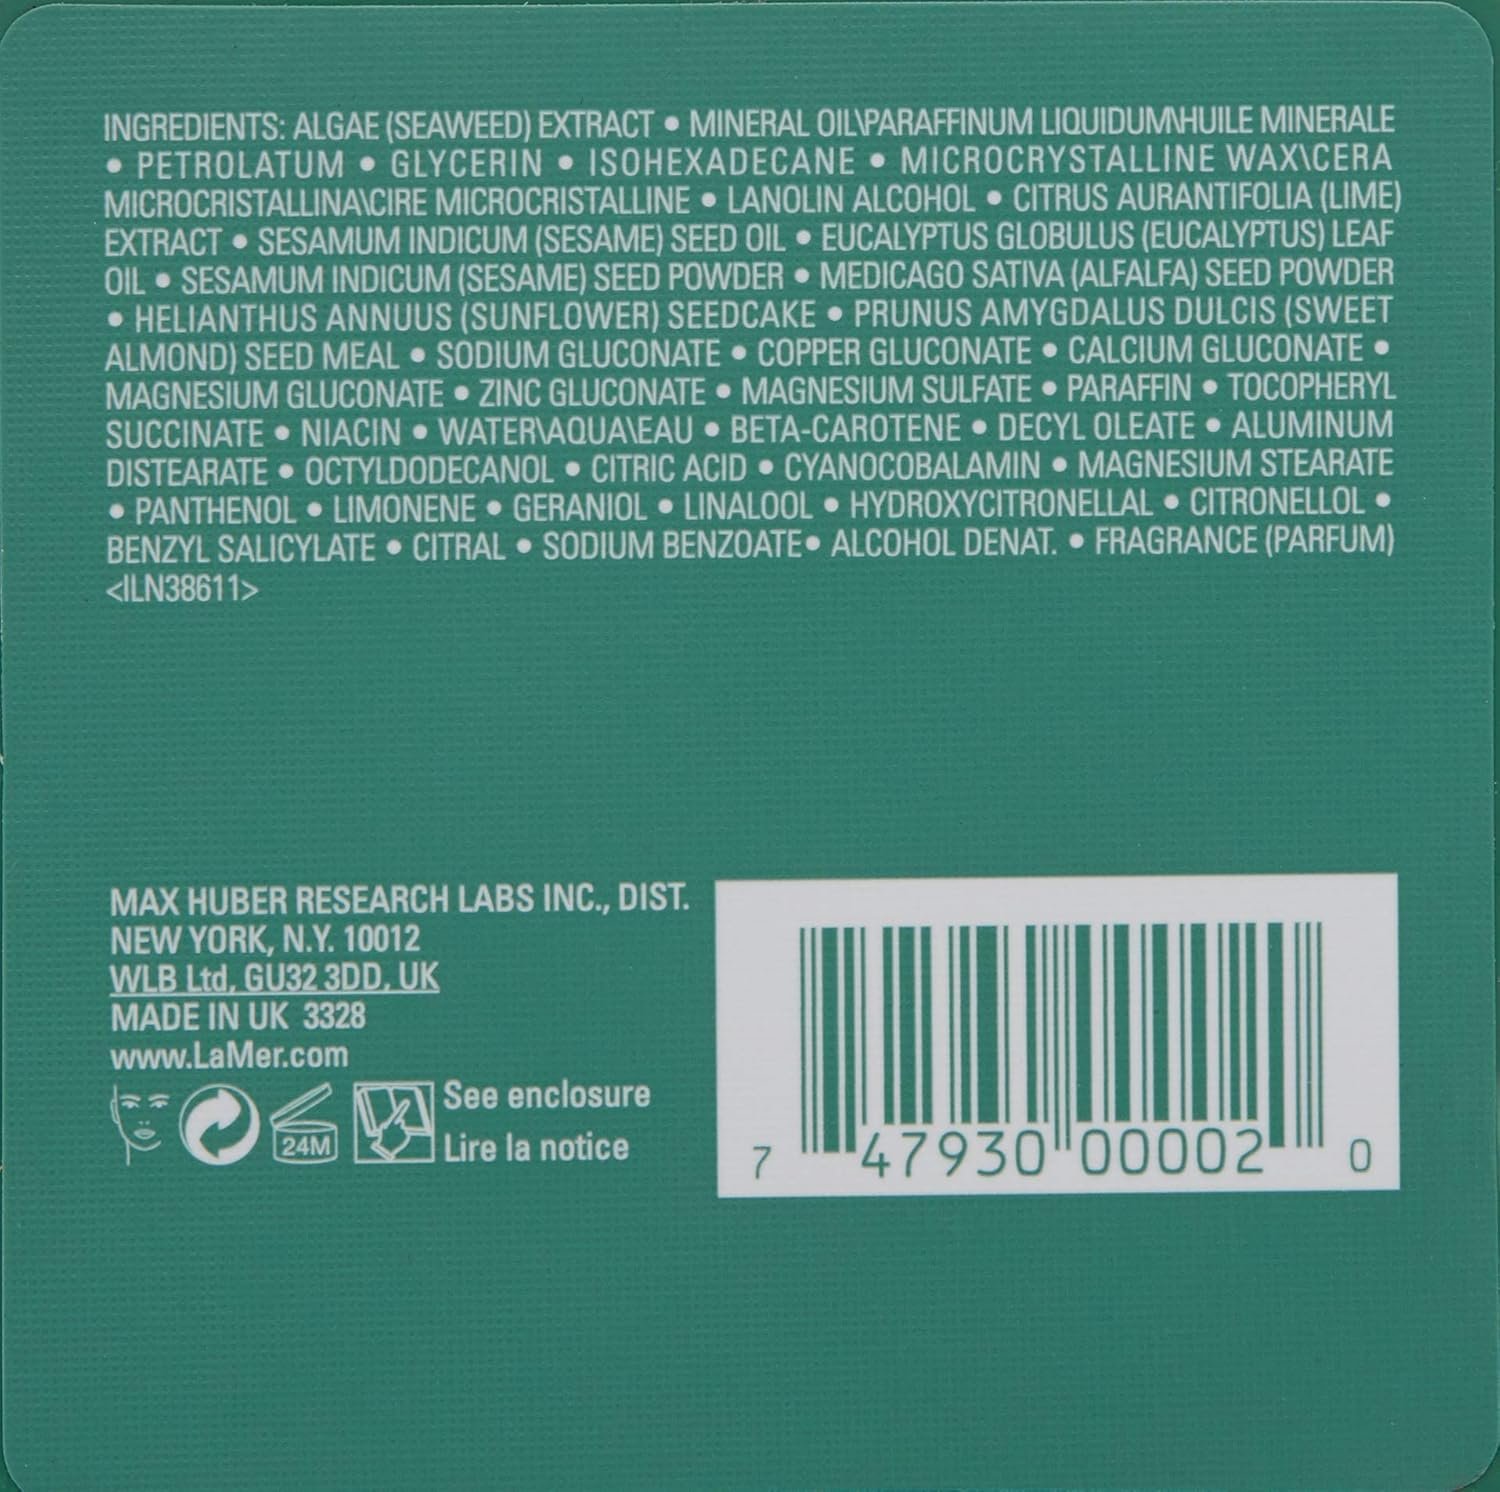 INGREDIENTS: ALGAE (SEAWEED) EXTRACT • MINERAL OIL\PARAFFINUM LIQUIDUM\HUILE MINERALE
• PETROLATUM • GLYCERIN • ISOHEXADECANE • MICROCRYSTALLINE WAX\CERA
MICROCRISTALLINA\CIRE MICROCRISTALLINE • LANOLIN ALCOHOL • CITRUS AURANTIFOLIA (LIME)
EXTRACT • SESAMUM INDICUM (SESAME) SEED OIL • EUCALYPTUS GLOBULUS (EUCALYPTUS) LEAF
OIL • SESAMUM INDICUM (SESAME) SEED POWDER • MEDICAGO SATIVA (ALFALFA) SEED POWDER
• HELIANTHUS ANNUUS (SUNFLOWER) SEEDCAKE • PRUNUS AMYGDALUS DULCIS (SWEET
ALMOND) SEED MEAL • SODIUM GLUCONATE • COPPER GLUCONATE • CALCIUM GLUCONATE •
MAGNESIUM GLUCONATE • ZINC GLUCONATE • MAGNESIUM SULFATE • PARAFFIN • TOCOPHERYL
SUCCINATE • NIACIN • WATER\AQUA\EAU • BETA-CAROTENE • DECYL OLEATE • ALUMINUM
DISTEARATE • OCTYLDODECANOL • CITRIC ACID • CYANOCOBALAMIN • MAGNESIUM STEARATE
• PANTHENOL • LIMONENE • GERANIOL • LINALOOL • HYDROXYCITRONELLAL • CITRONELLOL •
BENZYL SALICYLATE • CITRAL • SODIUM BENZOATE• ALCOHOL DENAT. • FRAGRANCE (PARFUM)
<ILN38611>
MAX HUBER RESEARCH LABS INC., DIST.
NEW YORK, N.Y. 10012
WLB Ltd, GU32 3DD, UK
MADE IN UK 3328
www.LaMer.com
24M
See enclosure
Lire la notice
7 47930 00002 0